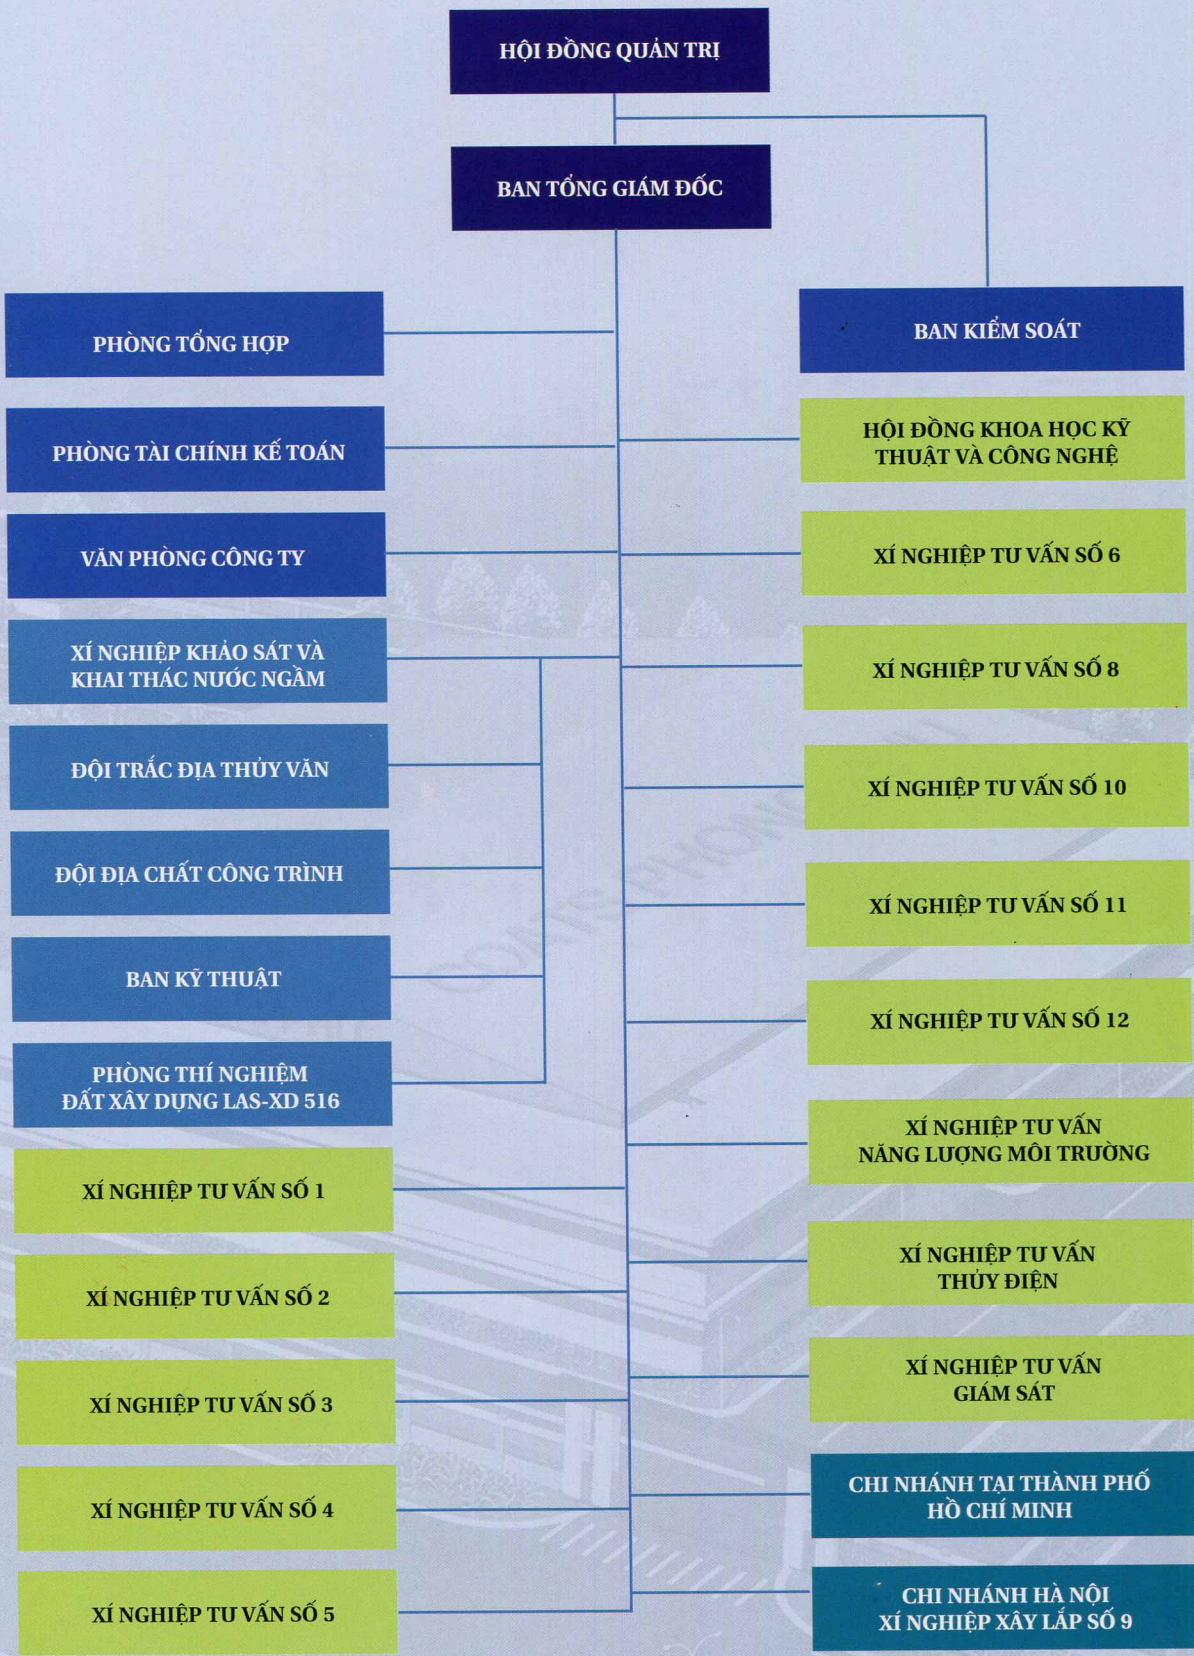 HỘI ĐỒNG QUẢN TRỊ
BAN TỔNG GIÁM ĐỐC
PHÒNG TỔNG HỢP
PHÒNG TÀI CHÍNH KẾ TOÁN
VĂN PHÒNG CÔNG TY
XÍ NGHIỆP KHẢO SÁT VÀ
KHAI THÁC NƯỚC NGẦM
ĐỘI TRẮC ĐỊA THỦY VĂN
ĐỘI ĐỊA CHẤT CÔNG TRÌNH
BAN KỸ THUẬT
PHÒNG THÍ NGHIỆM
ĐẤT XÂY DỰNG LAS-XD 516
XÍ NGHIỆP TƯ VẤN SỐ 1
XÍ NGHIỆP TƯ VẤN SỐ 2
XÍ NGHIỆP TƯ VẤN SỐ 3
XÍ NGHIỆP TƯ VẤN SỐ 4
XÍ NGHIỆP TƯ VẤN SỐ 5
BAN KIỂM SOÁT
HỘI ĐỒNG KHOA HỌC KỸ
THUẬT VÀ CÔNG NGHỆ
XÍ NGHIỆP TƯ VẤN SỐ 6
XÍ NGHIỆP TƯ VẤN SỐ 8
XÍ NGHIỆP TƯ VẤN SỐ 10
XÍ NGHIỆP TƯ VẤN SỐ 11
XÍ NGHIỆP TƯ VẤN SỐ 12
XÍ NGHIỆP TƯ VẤN
NĂNG LƯỢNG MÔI TRƯỜNG
XÍ NGHIỆP TƯ VẤN
THỦY ĐIỆN
XÍ NGHIỆP TƯ VẤN
GIÁM SÁT
CHI NHÁNH TẠI THÀNH PHỐ
HỒ CHÍ MINH
CHI NHÁNH HÀ NỘI
XÍ NGHIỆP XÂY LẮP SỐ 9
COATS